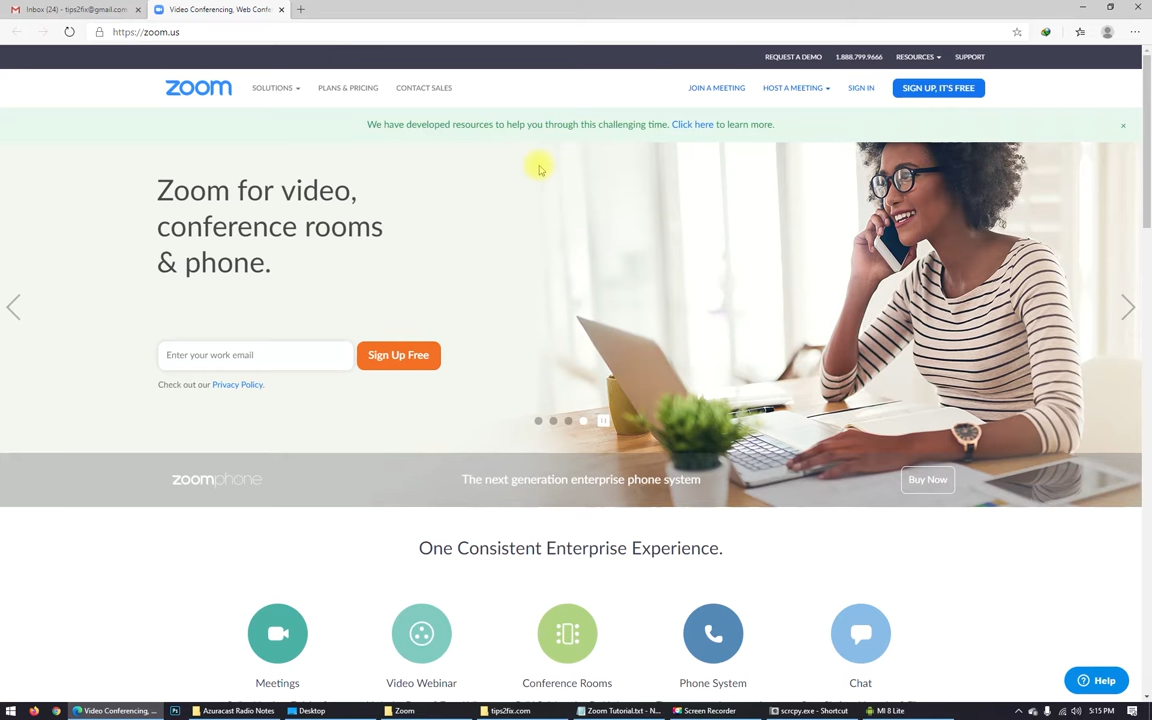 Inbox (24) - tips2fix@gmail.com
Video Conferencing, Web Confe
https://zoom.us
REQUEST A DEMO 1.888.799.9666 RESOURCES SUPPORT
zoom SOLUTIONS PLANS & PRICING CONTACT SALES JOIN A MEETING HOST A MEETING SIGN IN SIGN UP, IT'S FREE
We have developed resources to help you through this challenging time. Click here to learn more.
Zoom for video,
conference rooms
& phone.
Enter your work email Sign Up Free
Check out our Privacy Policy.
zoomphone The next generation enterprise phone system Buy Now
One Consistent Enterprise Experience.
Meetings Video Webinar Conference Rooms Phone System Chat
Help
Video Conferencing, ... Azuracast Radio Notes Desktop Zoom tips2fix.com Zoom Tutorial.txt - N... Screen Recorder scrcpy.exe - Shortcut MI 8 Lite 5:15 PM